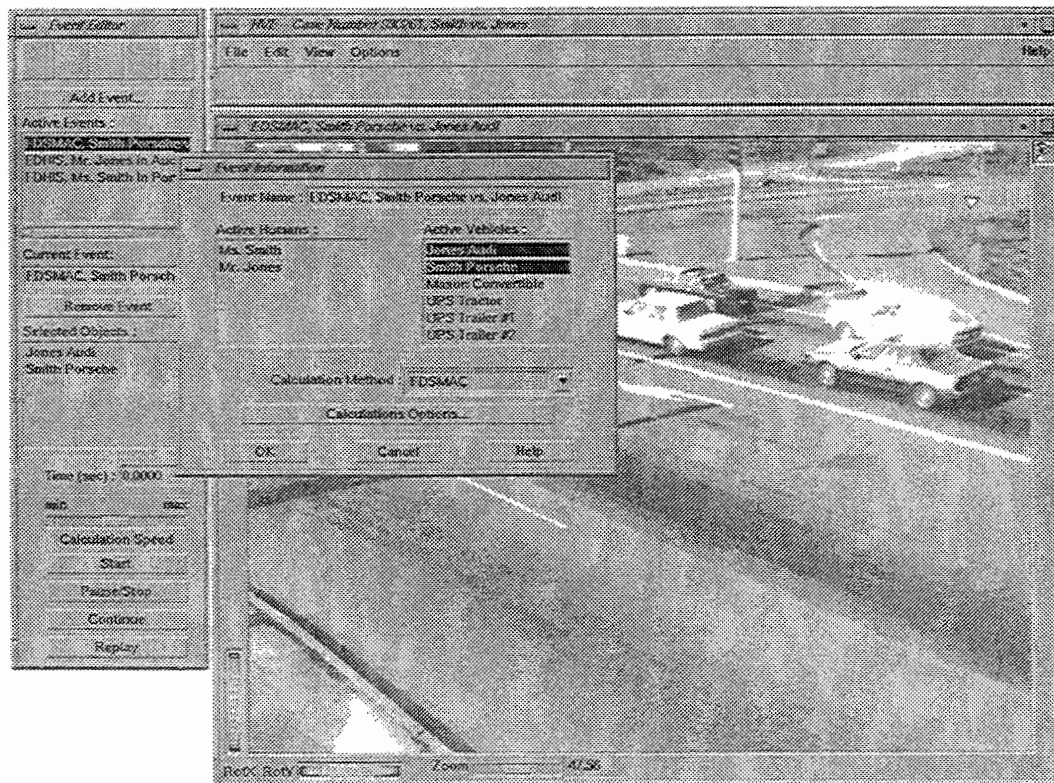 Event Editor
Add Event...
Active Events :
EDSMAC, Smith Porsche
EDHIS, Mr. Jones In Auc
EDHIS, Ms. Smith In Por
Current Event:
EDSMAC, Smith Porsch
Remove Event
Selected Objects :
Jones Audi
Smith Porsche
Time (sec) : 0.0000
min max
Calculation Speed
Start
Pause/Stop
Continue
Replay
HVE - Case Number
Smith vs. Jones
File Edit View Options Help
EDSMAC, Smith Porsche vs. Jones Audi
Event Information
Event Name : EDSMAC, Smith Porsche vs. Jones Audi
Active Humans :
Ms. Smith
Mr. Jones
Active Vehicles :
Jones Audi
Smith Porsche
Mason Convertible
UPS Tractor
UPS Trailer #1
UPS Trailer #2
Calculation Method : EDSMAC
Calculations Options...
OK Cancel Help
RotX RotY Zoom